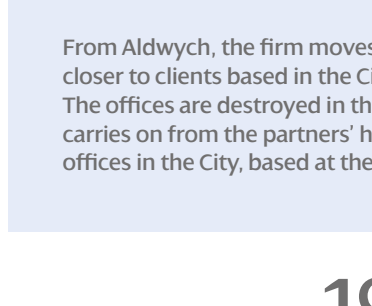 From Aldwych, the firm moves
closer to clients based in the Ci
The offices are destroyed in th
carries on from the partners' h
offices in the City, based at the
19